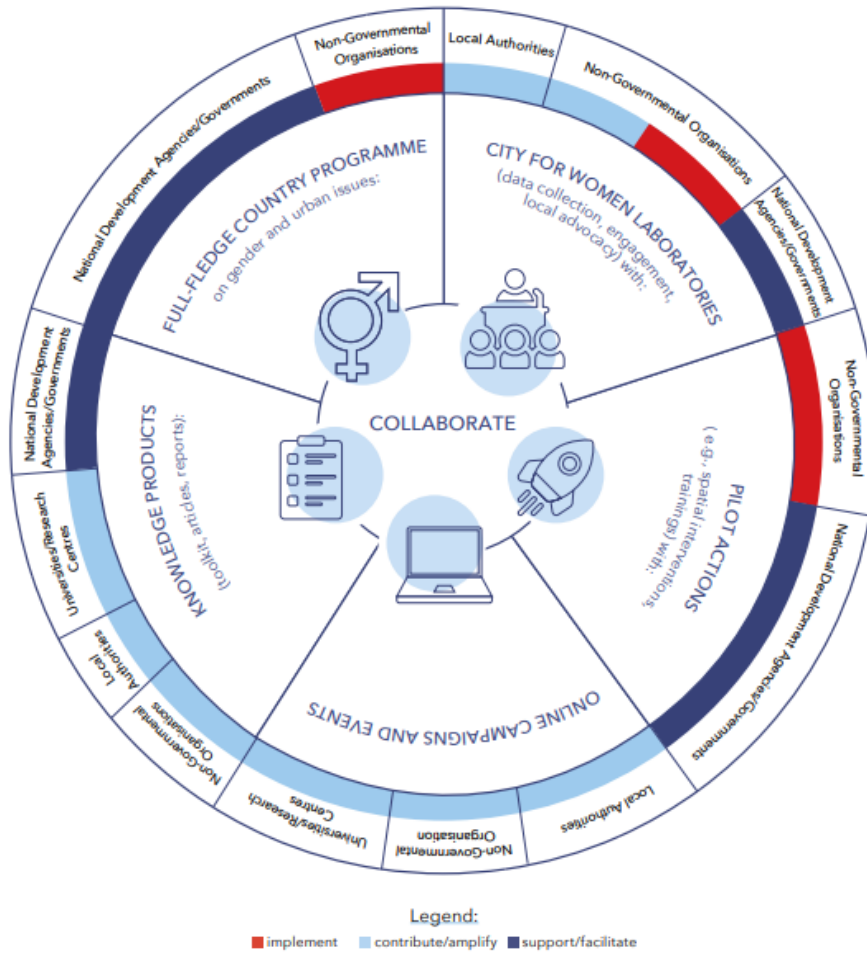 Non-Governmental
Organisations
Local Authorities
Non-Governmental Organisations
National Development
Agencies/Governments
Non-Governmental
Organisations
National Development Agencies/Governments
Local Authorities
Non-Governmental
Organisation
Universities/Research
Centres
Non-Governmental
Organisations
Local
Authorities
Universities/Research
Centres
National Development
Agencies/Governments
National Development Agencies/Governments
FULL-FLEDGE COUNTRY PROGRAMME
on gender and urban issues:
CITY FOR WOMEN LABORATORIES
(data collection, engagement,
local advocacy) with:
PILOT ACTIONS
( e.g., spatial interventions,
trainings) with:
ONLINE CAMPAIGNS AND EVENTS
KNOWLEDGE PRODUCTS
(toolkit, articles, reports):
COLLABORATE
Legend:
implement contribute/amplify support/facilitate